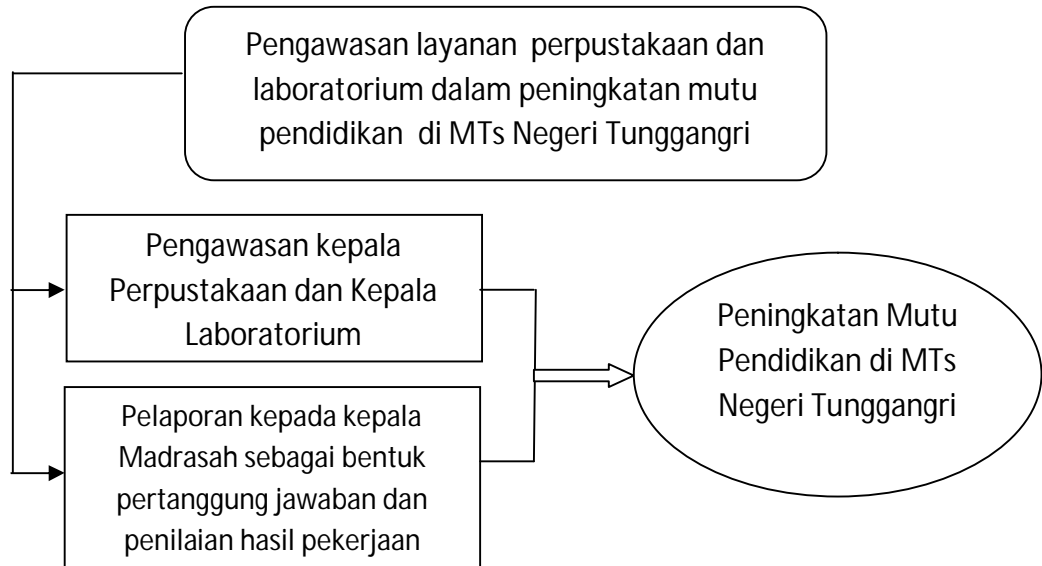 Pengawasan layanan perpustakaan dan
laboratorium dalam peningkatan mutu
pendidikan di MTs Negeri Tunggangri
Pengawasan kepala
Perpustakaan dan Kepala
Laboratorium
Pelaporan kepada kepala
Madrasah sebagai bentuk
pertanggung jawaban dan
penilaian hasil pekerjaan
Peningkatan Mutu
Pendidikan di MTs
Negeri Tunggangri